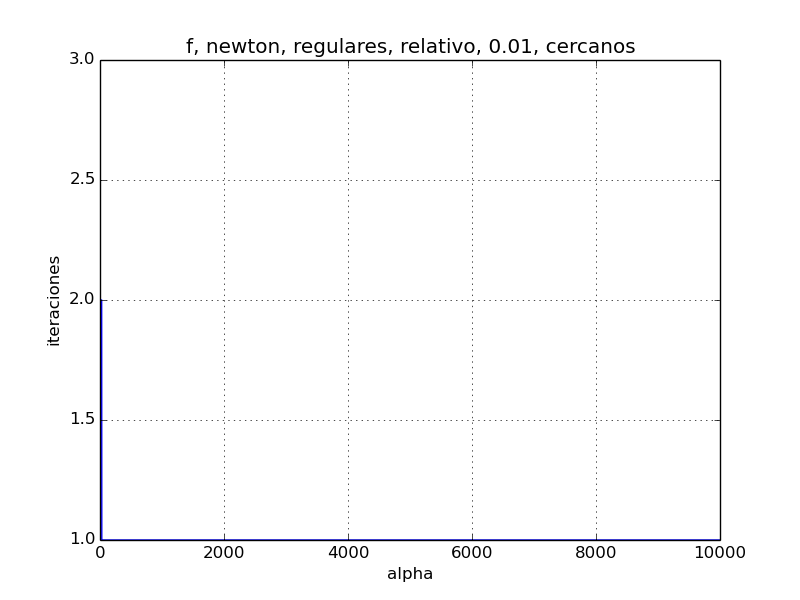 f, newton, regulares, relativo, 0.01, cercanos
3.0
2.5
2.0
1.5
1.0
iteraciones
0 2000 4000 6000 8000 10000
alpha